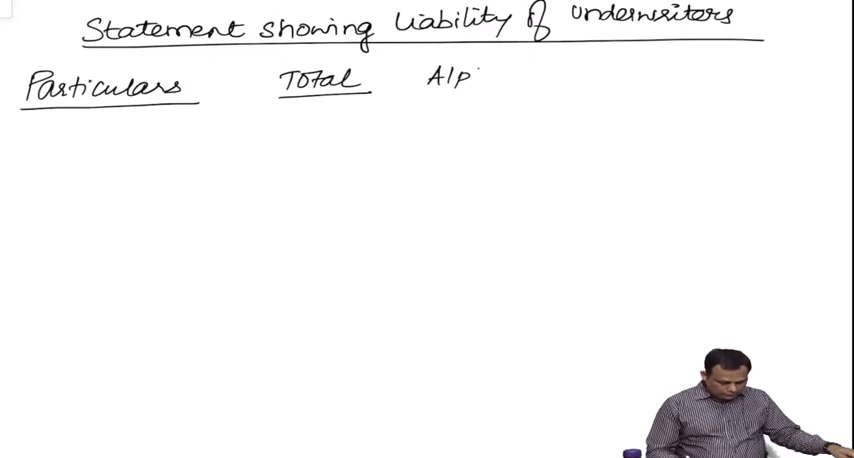 Statement showing Liability of underwriters
Particulars Total Alp